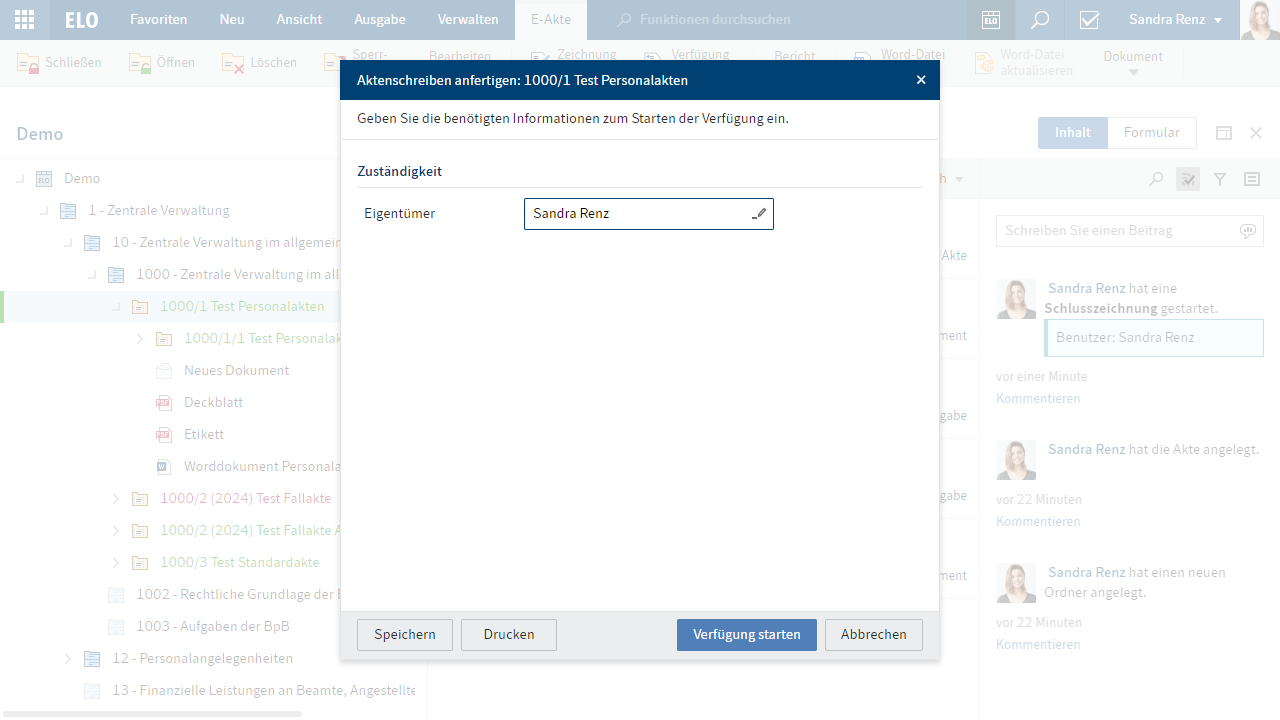 ELO Favoriten Neu Ansicht Ausgabe Verwalten E-Akte Funktionen durchsuchen ELO Sandra Renz
Schließen Öffnen Löschen Sperr- Bearbeiten Zeichnung Verfügung Bericht Word-Datei Word-Datei aktualisieren Dokument
Aktenschreiben anfertigen: 1000/1 Test Personalakten
Geben Sie die benötigten Informationen zum Starten der Verfügung ein.
Zuständigkeit
Eigentümer Sandra Renz
Speichern Drucken Verfügung starten Abbrechen
Demo
Demo
1 - Zentrale Verwaltung
10 - Zentrale Verwaltung im allgemein
1000 - Zentrale Verwaltung im all
1000/1 Test Personalakten
1000/1/1 Test Personalak
Neues Dokument
Deckblatt
Etikett
Worddokument Personala
1000/2 (2024) Test Fallakte
1000/2 (2024) Test Fallakte A
1000/3 Test Standardakte
1002 - Rechtliche Grundlage der B
1003 - Aufgaben der BpB
12 - Personalangelegenheiten
13 - Finanzielle Leistungen an Beamte, Angestellte
Inhalt Formular
h
Akte
ment
gabe
gabe
ment
Schreiben Sie einen Beitrag
Sandra Renz hat eine
Schlusszeichnung gestartet.
Benutzer: Sandra Renz
vor einer Minute
Kommentieren
Sandra Renz hat die Akte angelegt.
vor 22 Minuten
Kommentieren
Sandra Renz hat einen neuen
Ordner angelegt.
vor 22 Minuten
Kommentieren